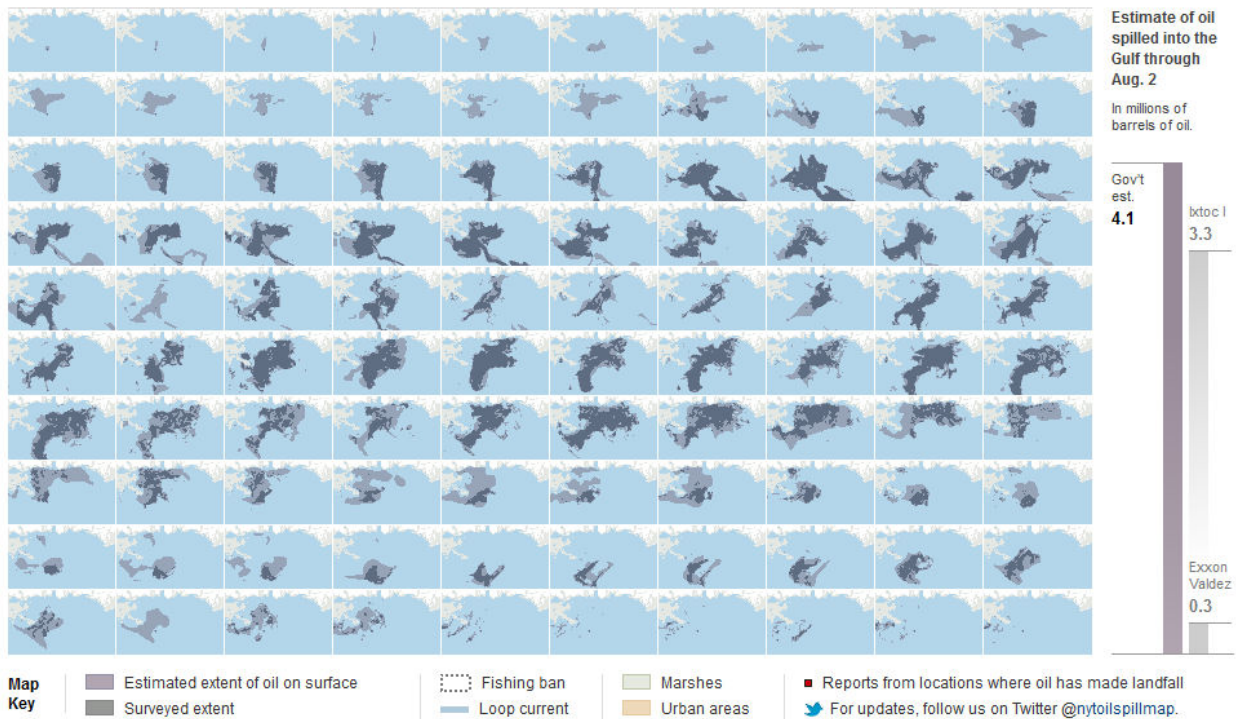 Estimate of oil
spilled into the
Gulf through
Aug. 2
In millions of
barrels of oil.
Gov't
est.
4.1
Ixtoc I
3.3
Exxon
Valdez
0.3
Map
Key
Estimated extent of oil on surface
Surveyed extent
Fishing ban
Loop current
Marshes
Urban areas
Reports from locations where oil has made landfall
For updates, follow us on Twitter @nytoilspillmap.